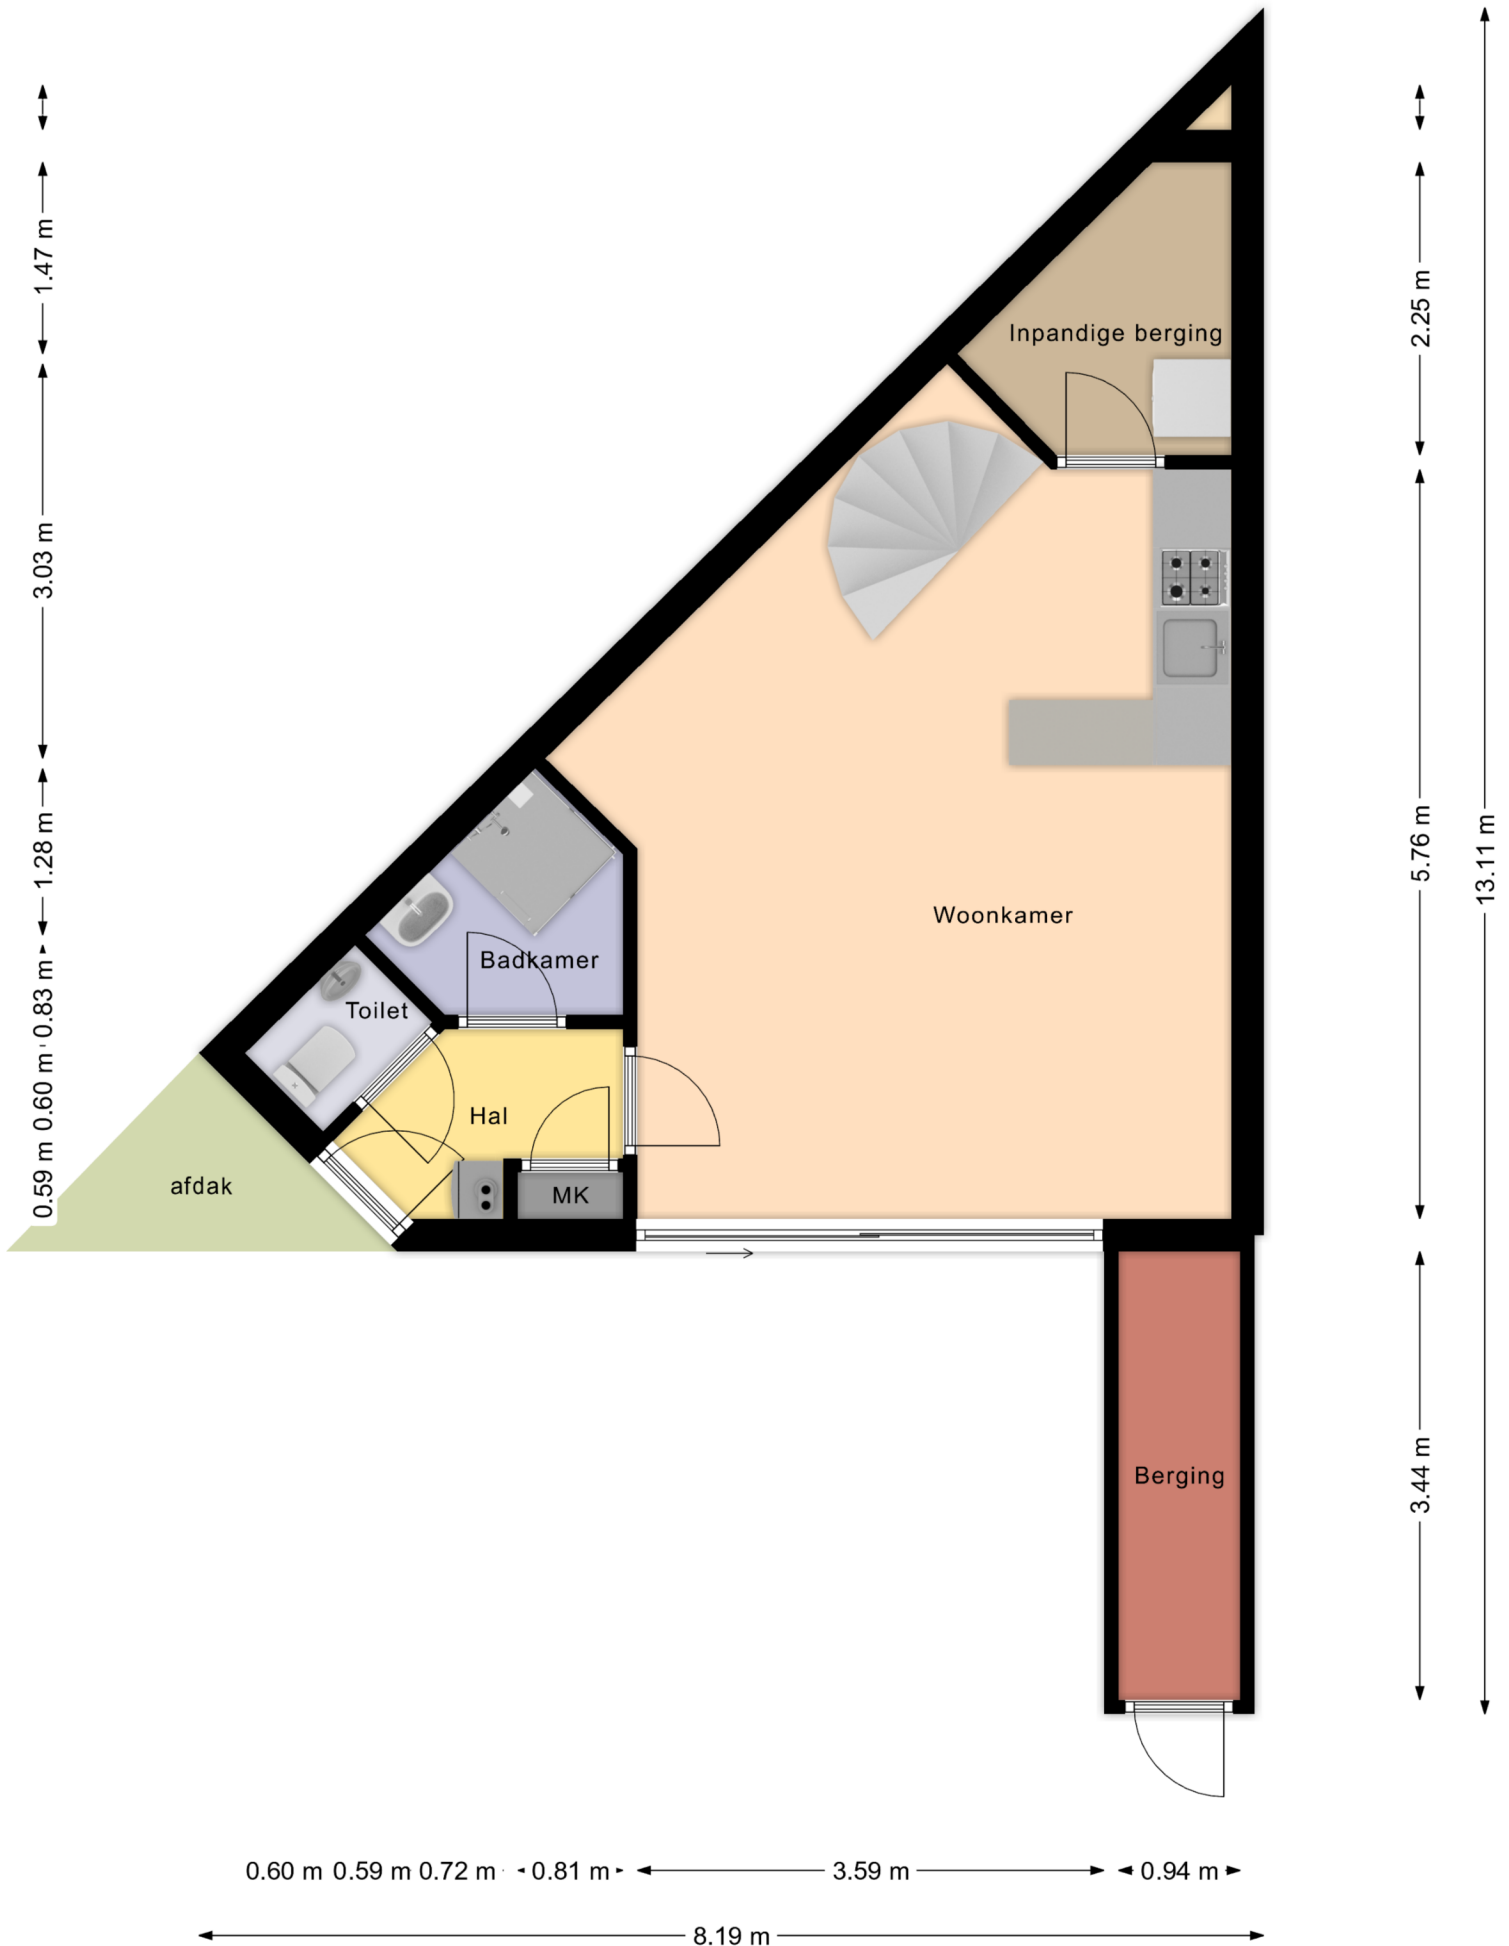 1.47 m
2.25 m
Inpandige berging
3.03 m
1.28 m
5.76 m
13.11 m
Woonkamer
Badkamer
0.83 m
Toilet
0.60 m
Hal
0.59 m
afdak
MK
3.44 m
Berging
0.60 m
0.59 m
0.72 m
0.81 m
3.59 m
0.94 m
8.19 m